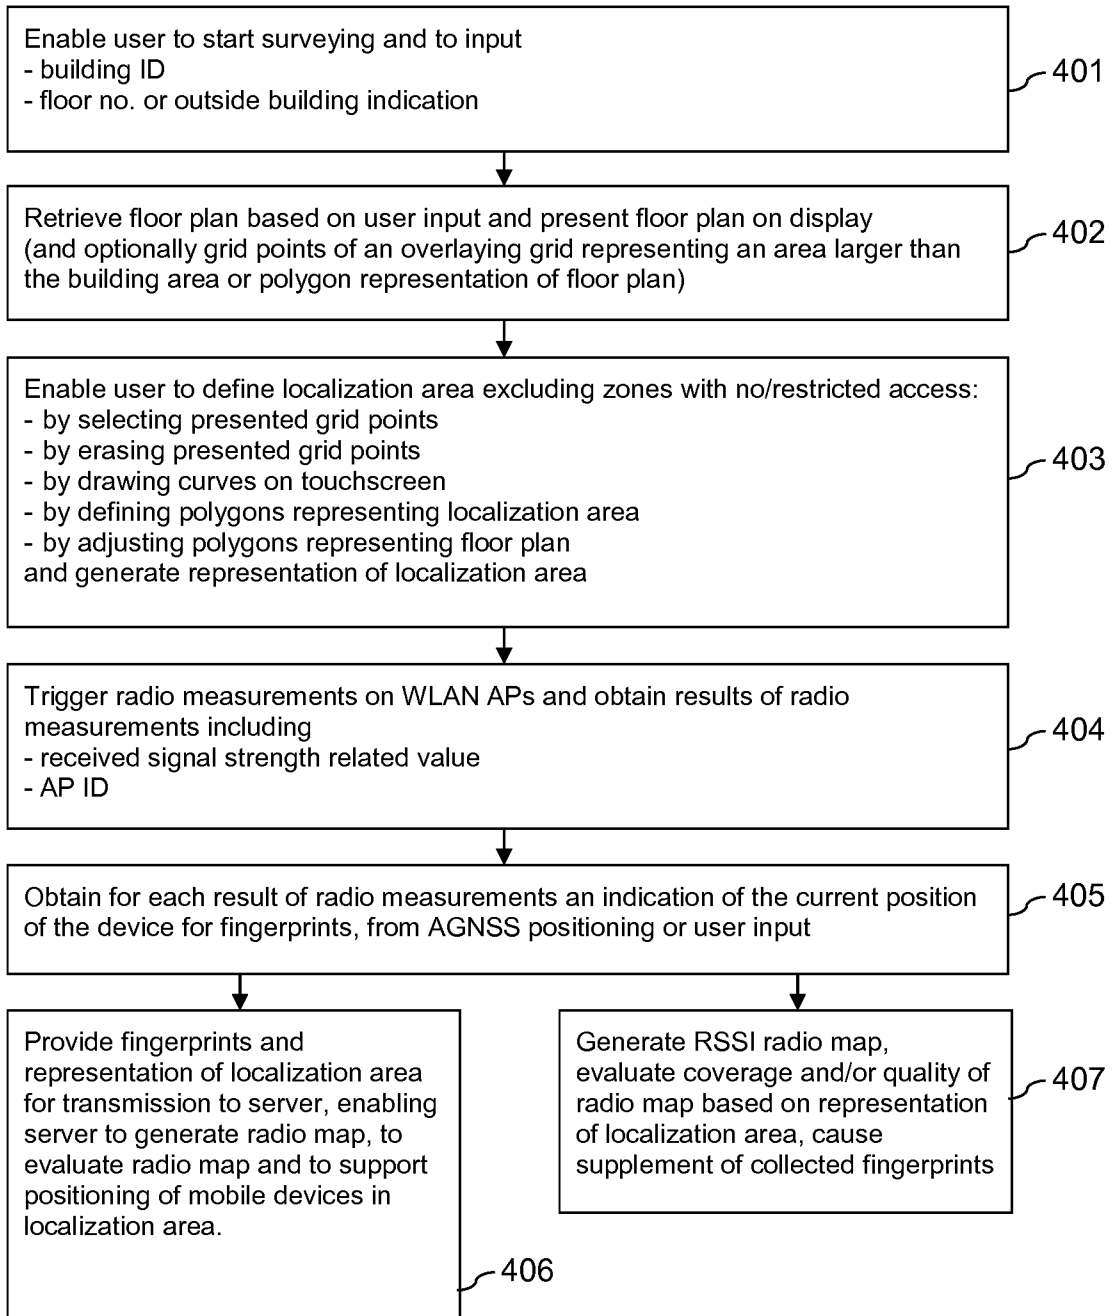 Enable user to start surveying and to input
- building ID
- floor no. or outside building indication
401
Retrieve floor plan based on user input and present floor plan on display
(and optionally grid points of an overlaying grid representing an area larger than
the building area or polygon representation of floor plan)
402
Enable user to define localization area excluding zones with no/restricted access:
- by selecting presented grid points
- by erasing presented grid points
- by drawing curves on touchscreen
- by defining polygons representing localization area
- by adjusting polygons representing floor plan
and generate representation of localization area
403
Trigger radio measurements on WLAN APs and obtain results of radio
measurements including
- received signal strength related value
- AP ID
404
Obtain for each result of radio measurements an indication of the current position
of the device for fingerprints, from AGNSS positioning or user input
405
Provide fingerprints and
representation of localization area
for transmission to server, enabling
server to generate radio map, to
evaluate radio map and to support
positioning of mobile devices in
localization area.
406
Generate RSSI radio map,
evaluate coverage and/or quality of
radio map based on representation
of localization area, cause
supplement of collected fingerprints
407